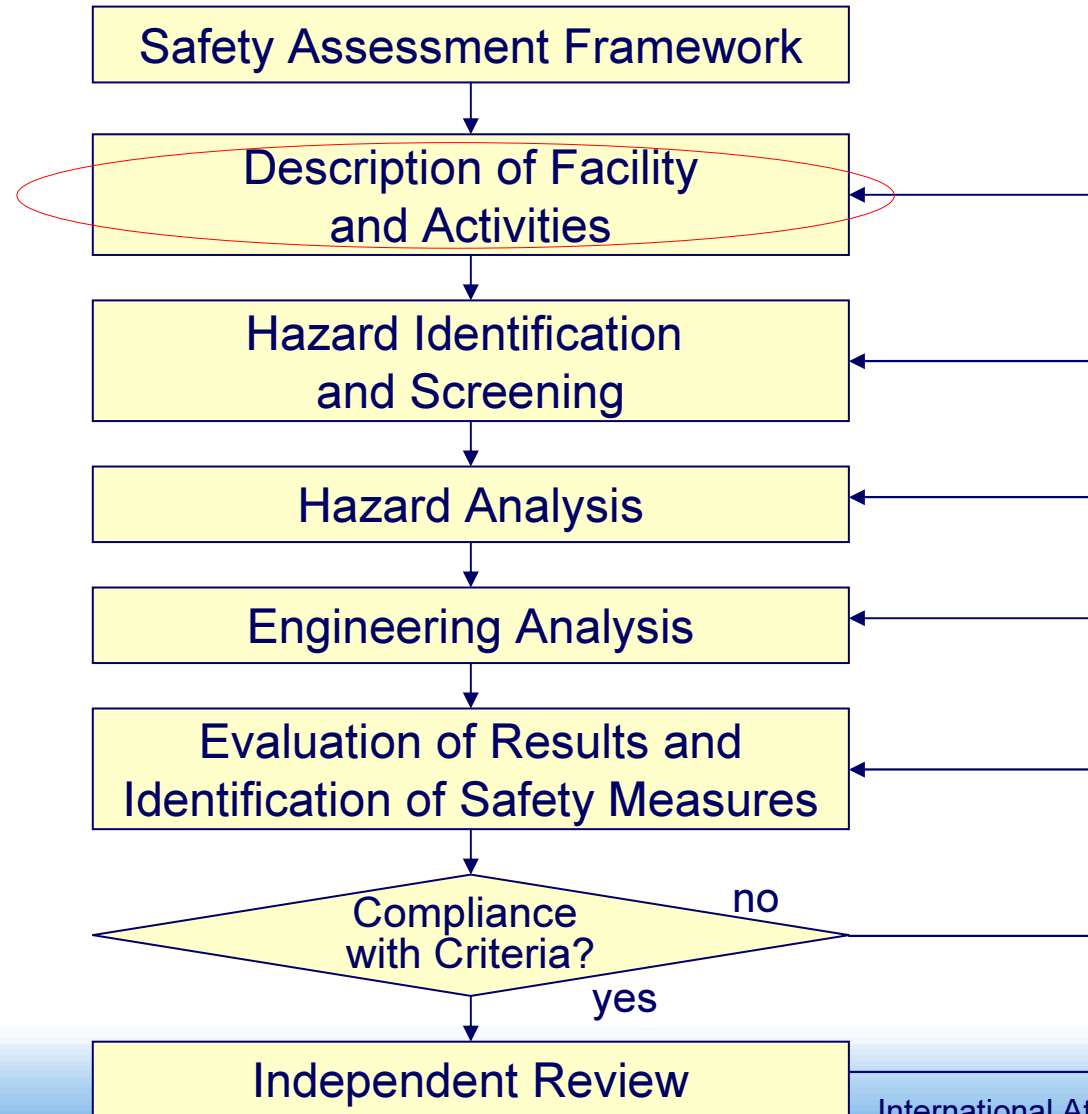 Safety Assessment Framework
Description of Facility
and Activities
Hazard Identification
and Screening
Hazard Analysis
Engineering Analysis
Evaluation of Results and
Identification of Safety Measures
Compliance
with Criteria?
no
yes
Independent Review
International